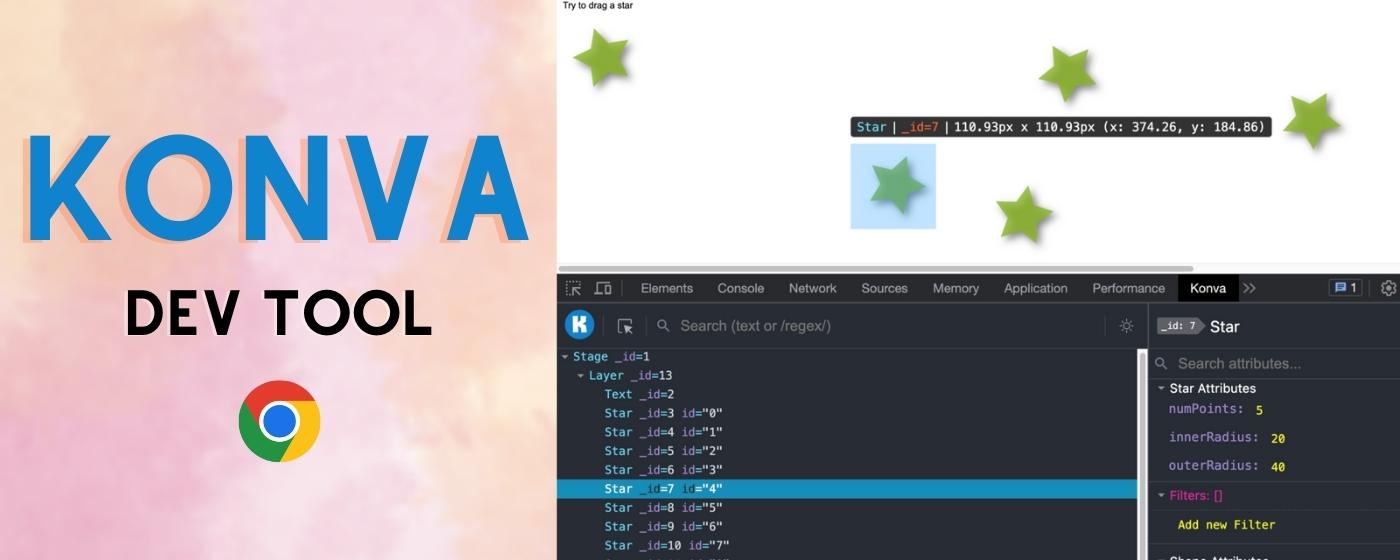 KONVA
DEV TOOL
Try to drag a star
Star | _id=7 | 110.93px x 110.93px (x: 374.26, y: 184.86)
Elements Console Network Sources Memory Application Performance Konva 1
K Search (text or /regex/)
Stage _id=1
Layer _id=13
Text _id=2
Star _id=3 id="0"
Star _id=4 id="1"
Star _id=5 id="2"
Star _id=6 id="3"
Star _id=7 id="4"
Star _id=8 id="5"
Star _id=9 id="6"
Star _id=10 id="7"
_id: 7 Star
Search attributes...
Star Attributes
numPoints: 5
innerRadius: 20
outerRadius: 40
Filters: []
Add new Filter